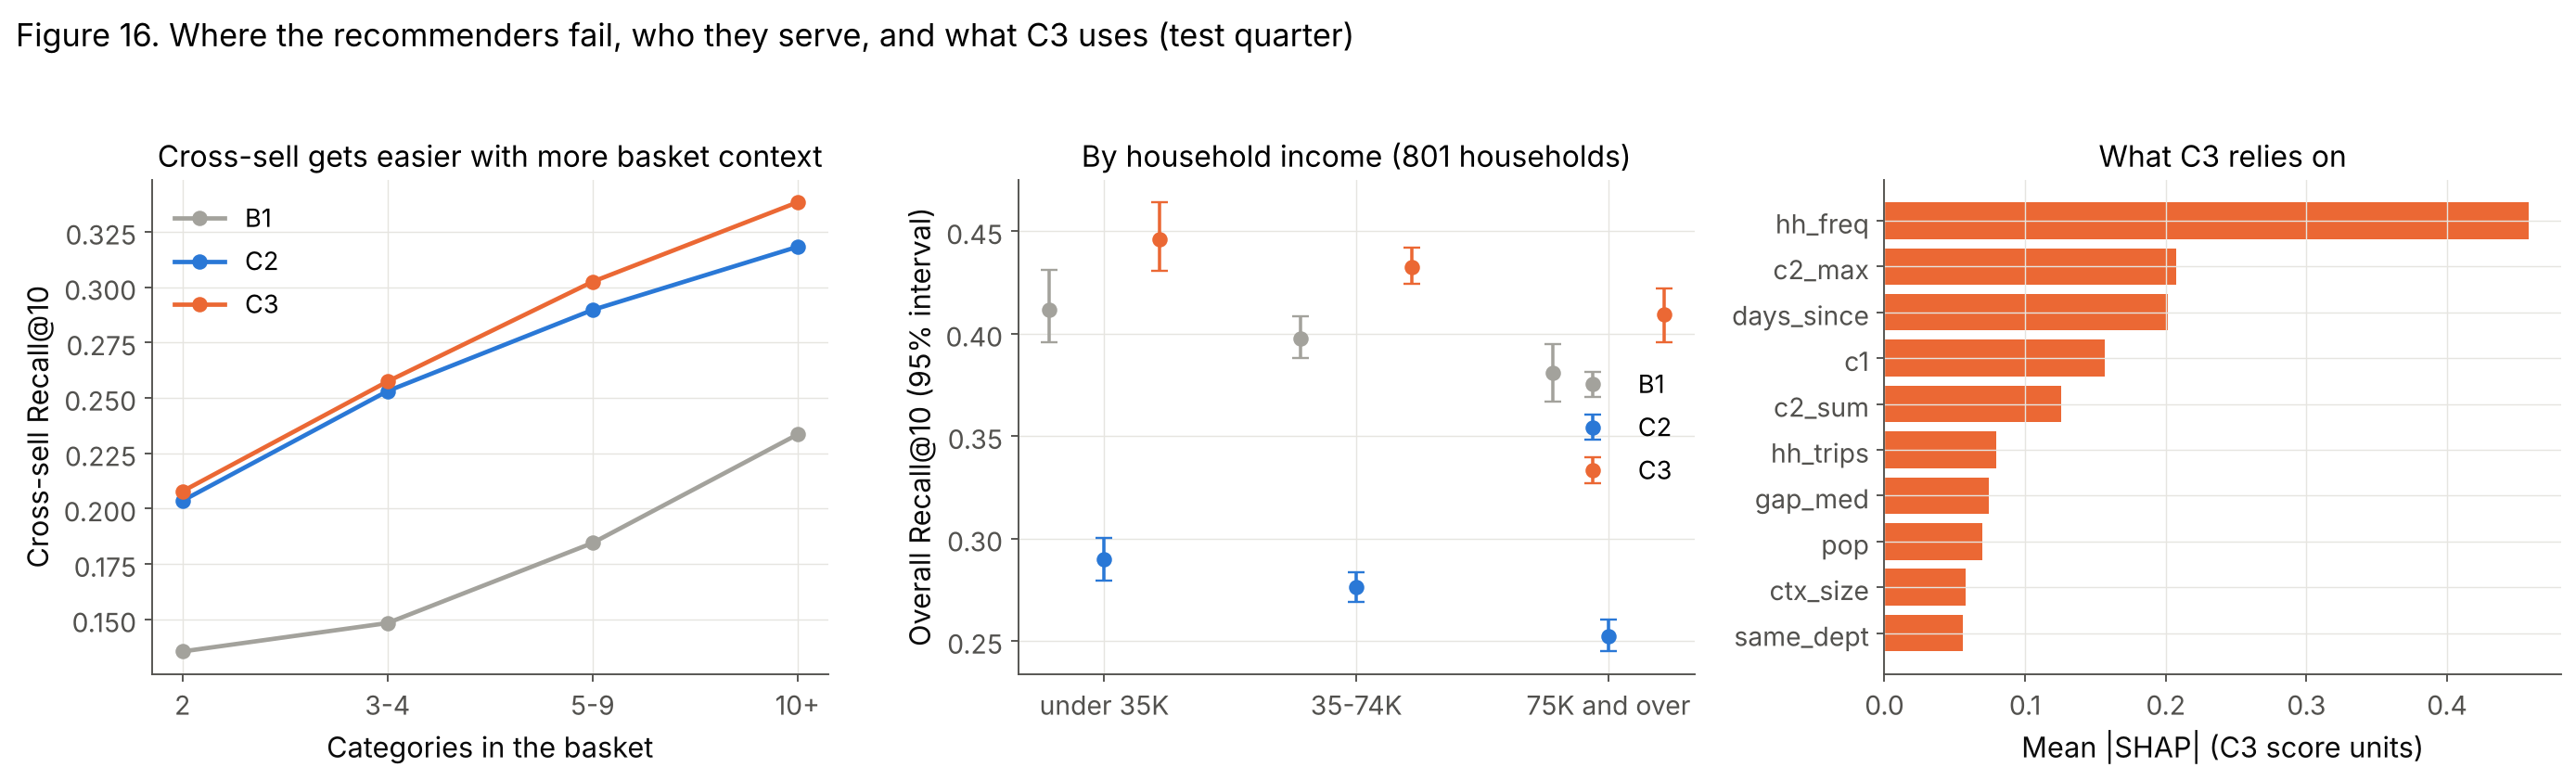 Figure 16. Where the recommenders fail, who they serve, and what C3 uses (test quarter)
Cross-sell gets easier with more basket context
Cross-sell Recall@10
0.325
0.300
0.275
0.250
0.225
0.200
0.175
0.150
B1
C2
C3
2
3-4
5-9
10+
Categories in the basket
By household income (801 households)
Overall Recall@10 (95% interval)
0.45
0.40
0.35
0.30
0.25
B1
C2
C3
under 35K
35-74K
75K and over
What C3 relies on
hh_freq
c2_max
days_since
c1
c2_sum
hh_trips
gap_med
pop
ctx_size
same_dept
0.0
0.1
0.2
0.3
0.4
Mean |SHAP| (C3 score units)